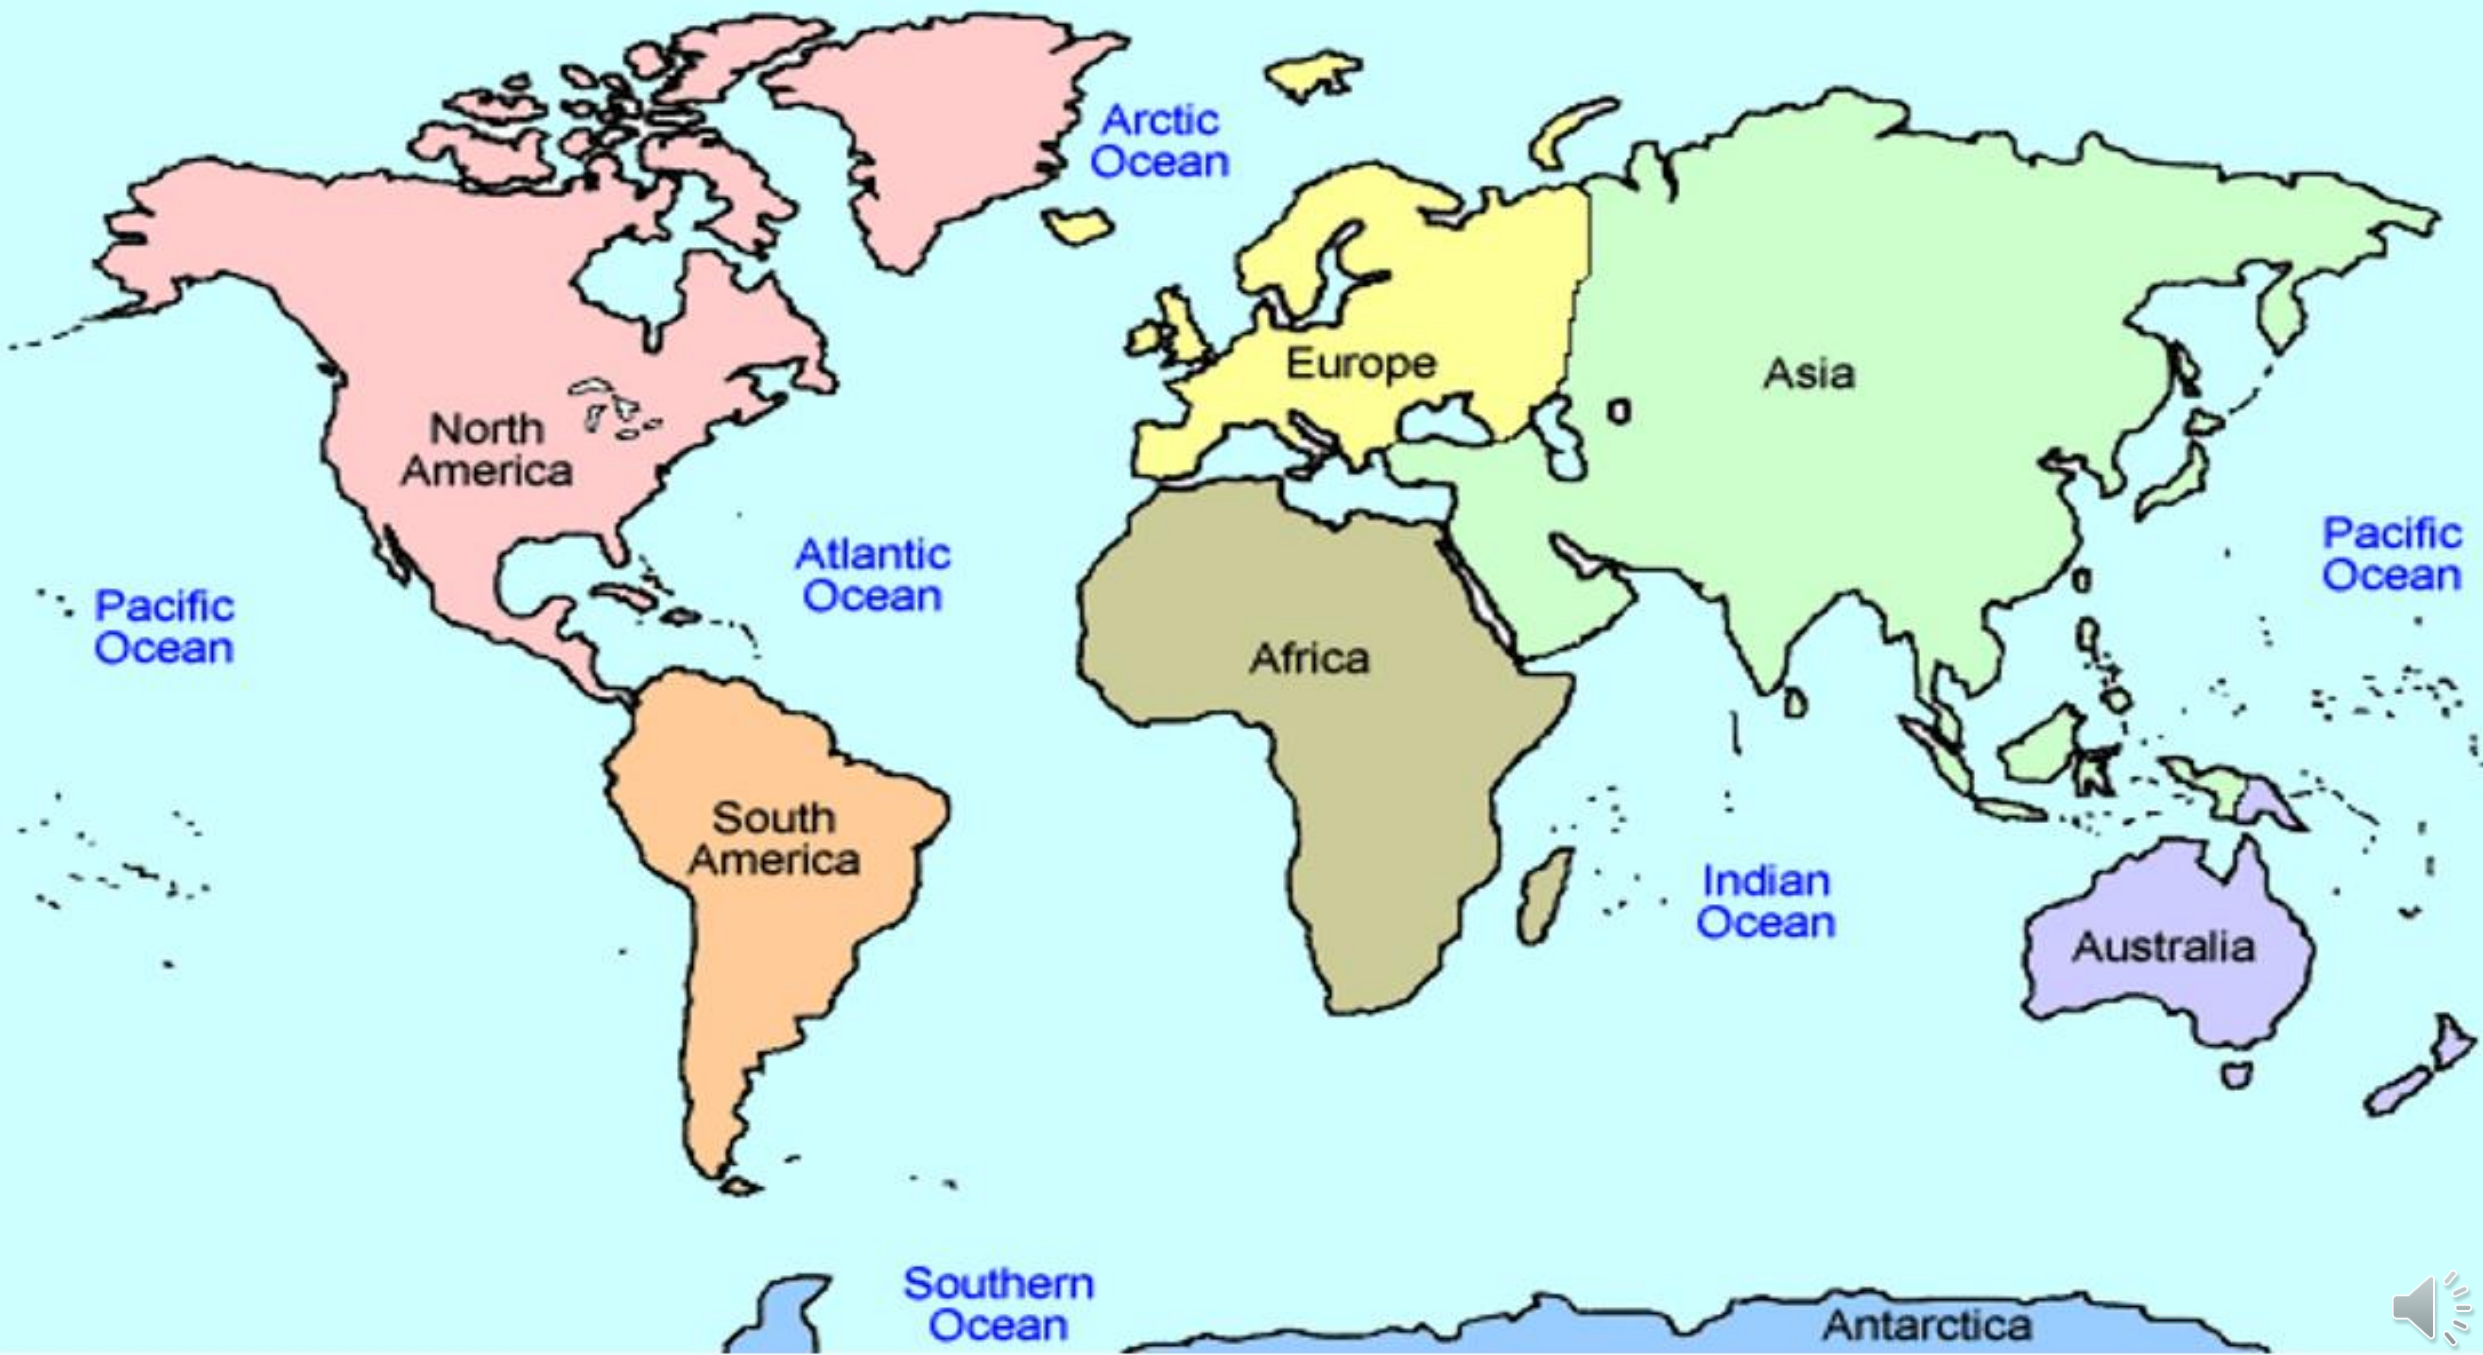 Arctic
Ocean
Europe
Asia
North
America
Pacific
Ocean
Atlantic
Ocean
Pacific
Ocean
Africa
South
America
Indian
Ocean
Australia
Southern
Ocean
Antarctica